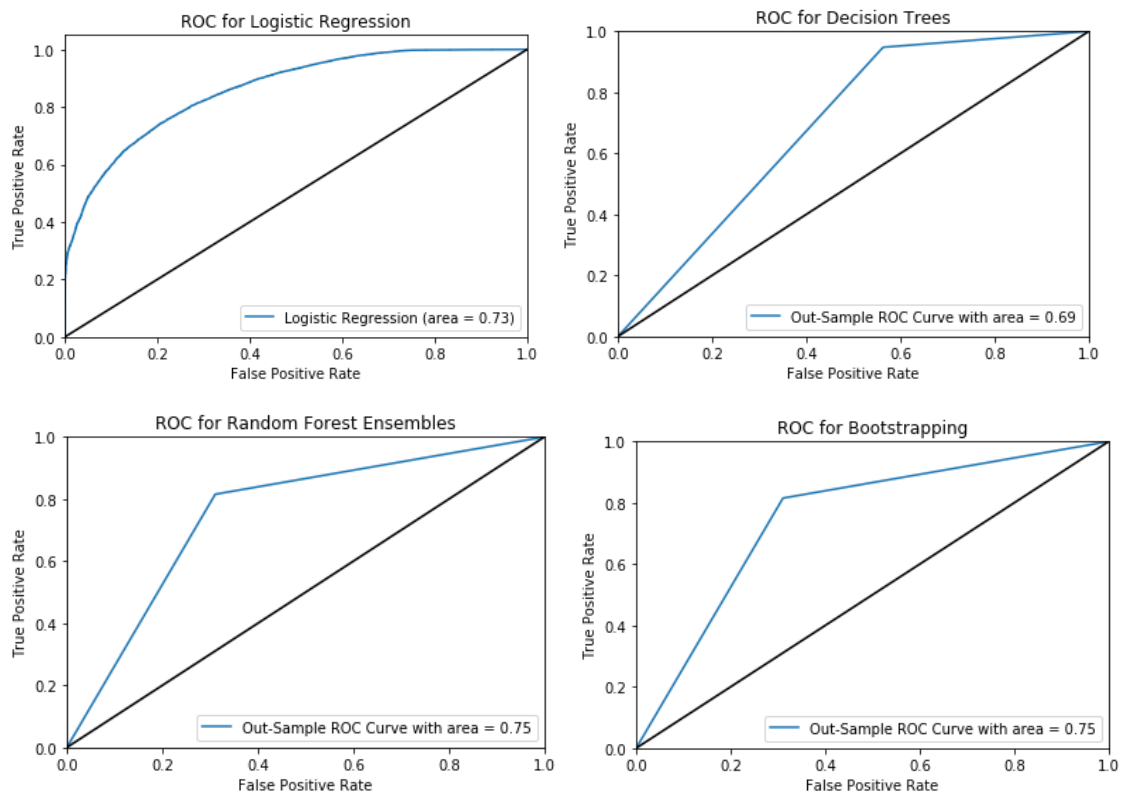 ROC for Logistic Regression
1.0
0.8
0.6
0.4
0.2
0.0
True Positive Rate
Logistic Regression (area = 0.73)
0.0 0.2 0.4 0.6 0.8 1.0
False Positive Rate
ROC for Decision Trees
1.0
0.8
0.6
0.4
0.2
0.0
True Positive Rate
Out-Sample ROC Curve with area = 0.69
0.0 0.2 0.4 0.6 0.8 1.0
False Positive Rate
ROC for Random Forest Ensembles
1.0
0.8
0.6
0.4
0.2
0.0
True Positive Rate
Out-Sample ROC Curve with area = 0.75
0.0 0.2 0.4 0.6 0.8 1.0
False Positive Rate
ROC for Bootstrapping
1.0
0.8
0.6
0.4
0.2
0.0
True Positive Rate
Out-Sample ROC Curve with area = 0.75
0.0 0.2 0.4 0.6 0.8 1.0
False Positive Rate